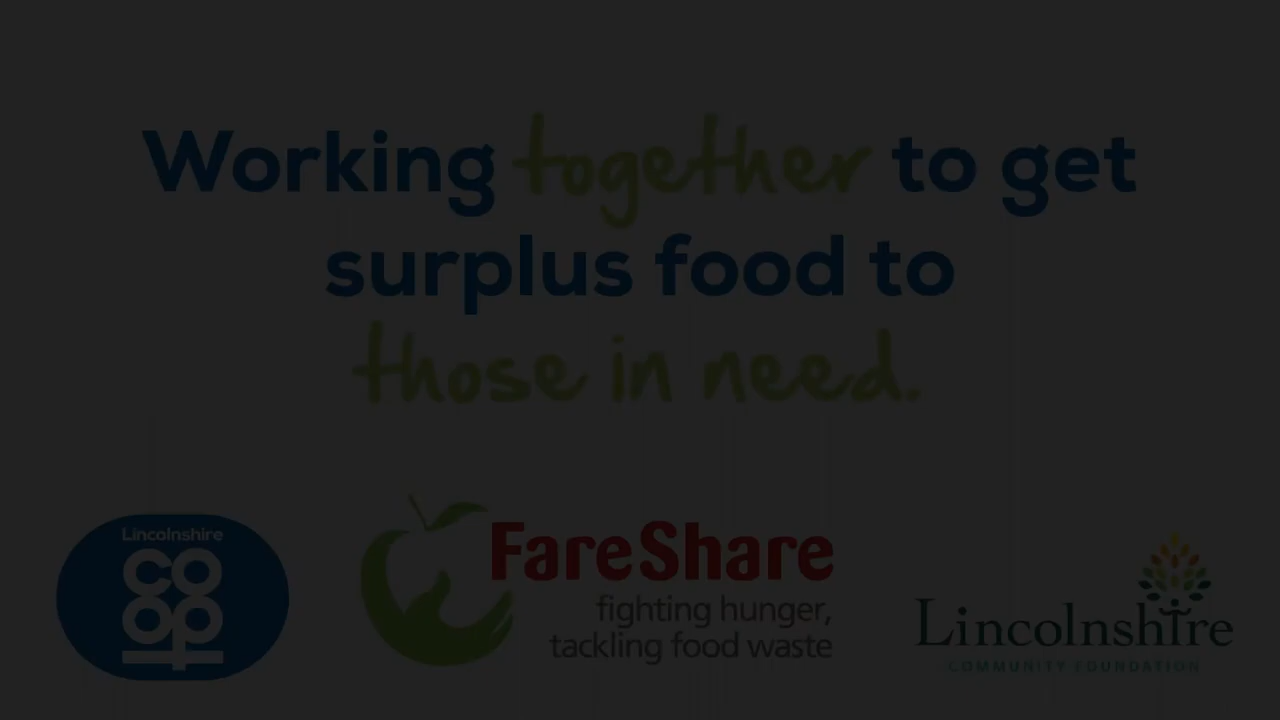 Working together to get
surplus food to
those in need.
Lincolnshire
co
op
FareShare
fighting hunger,
tackling food waste
Lincolnshire
COMMUNITY FOUNDATION